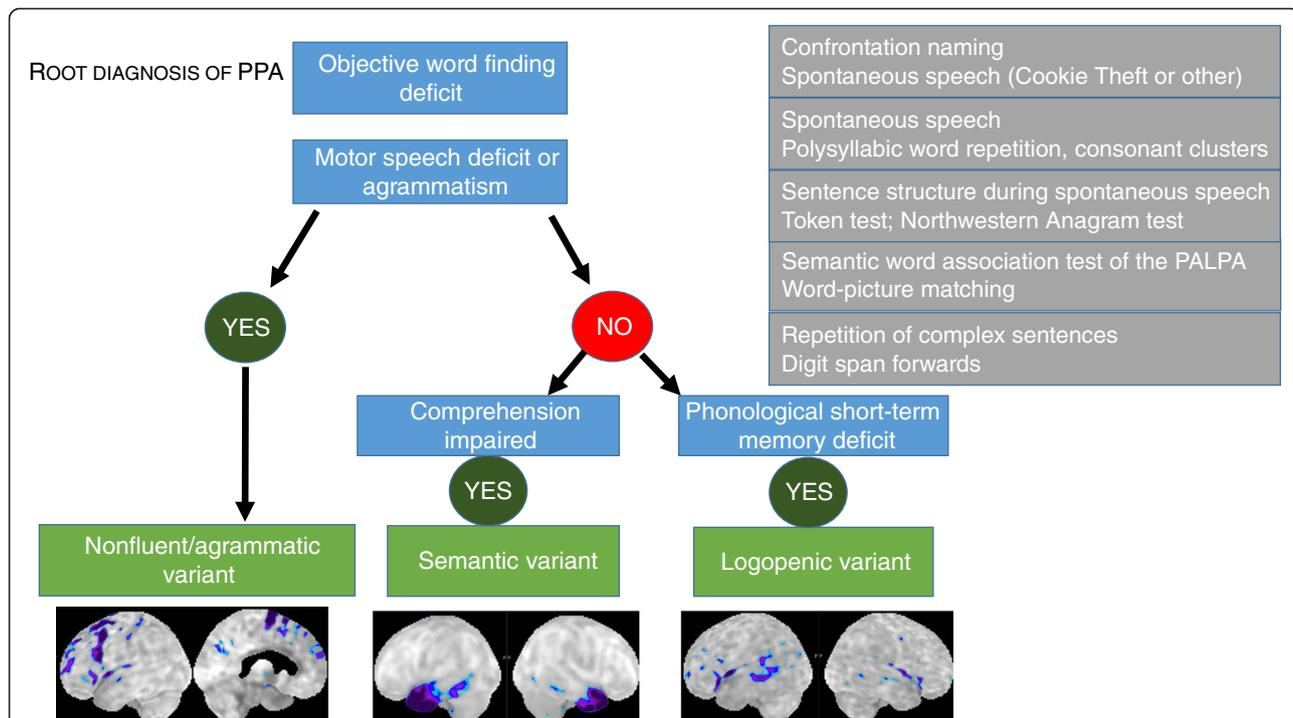 ROOT DIAGNOSIS OF PPA
Objective word finding
deficit
Motor speech deficit or
agrammatism
YES
NO
Comprehension
impaired
Phonological short-term
memory deficit
YES
YES
Nonfluent/agrammatic
variant
Semantic variant
Logopenic variant
Confrontation naming
Spontaneous speech (Cookie Theft or other)
Spontaneous speech
Polysyllabic word repetition, consonant clusters
Sentence structure during spontaneous speech
Token test; Northwestern Anagram test
Semantic word association test of the PALPA
Word-picture matching
Repetition of complex sentences
Digit span forwards